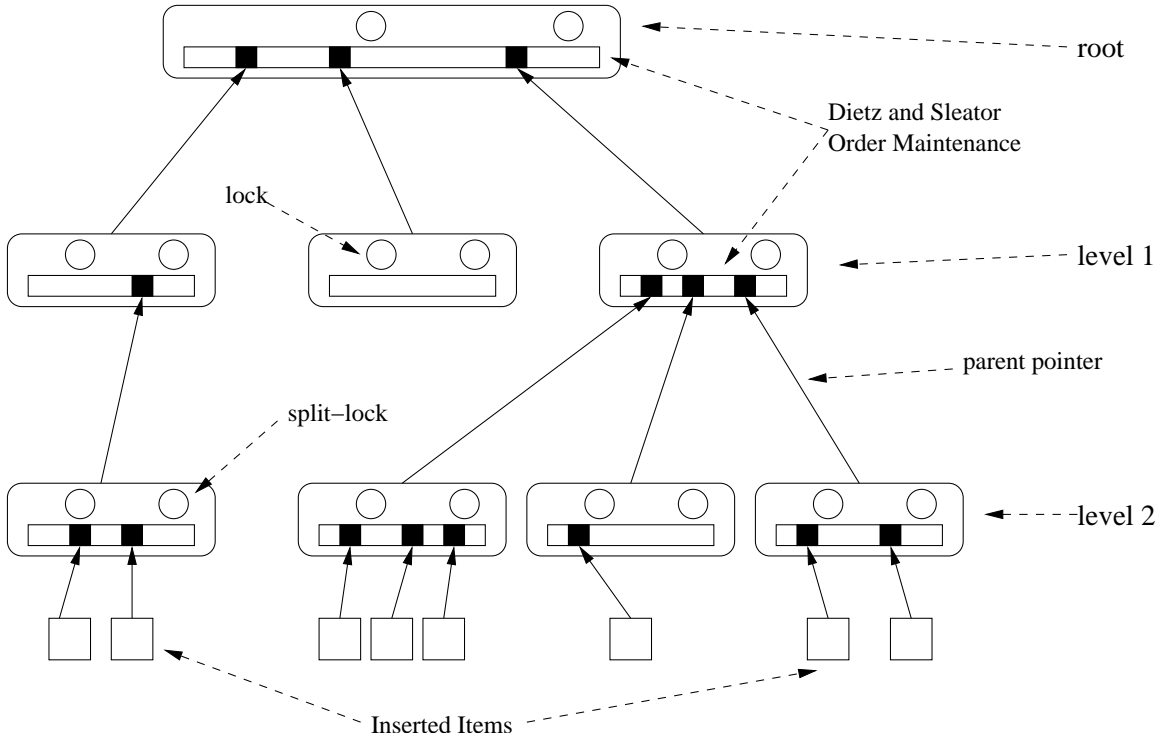 root
Dietz and Sleator
Order Maintenance
lock
level 1
parent pointer
split−lock
level 2
Inserted Items